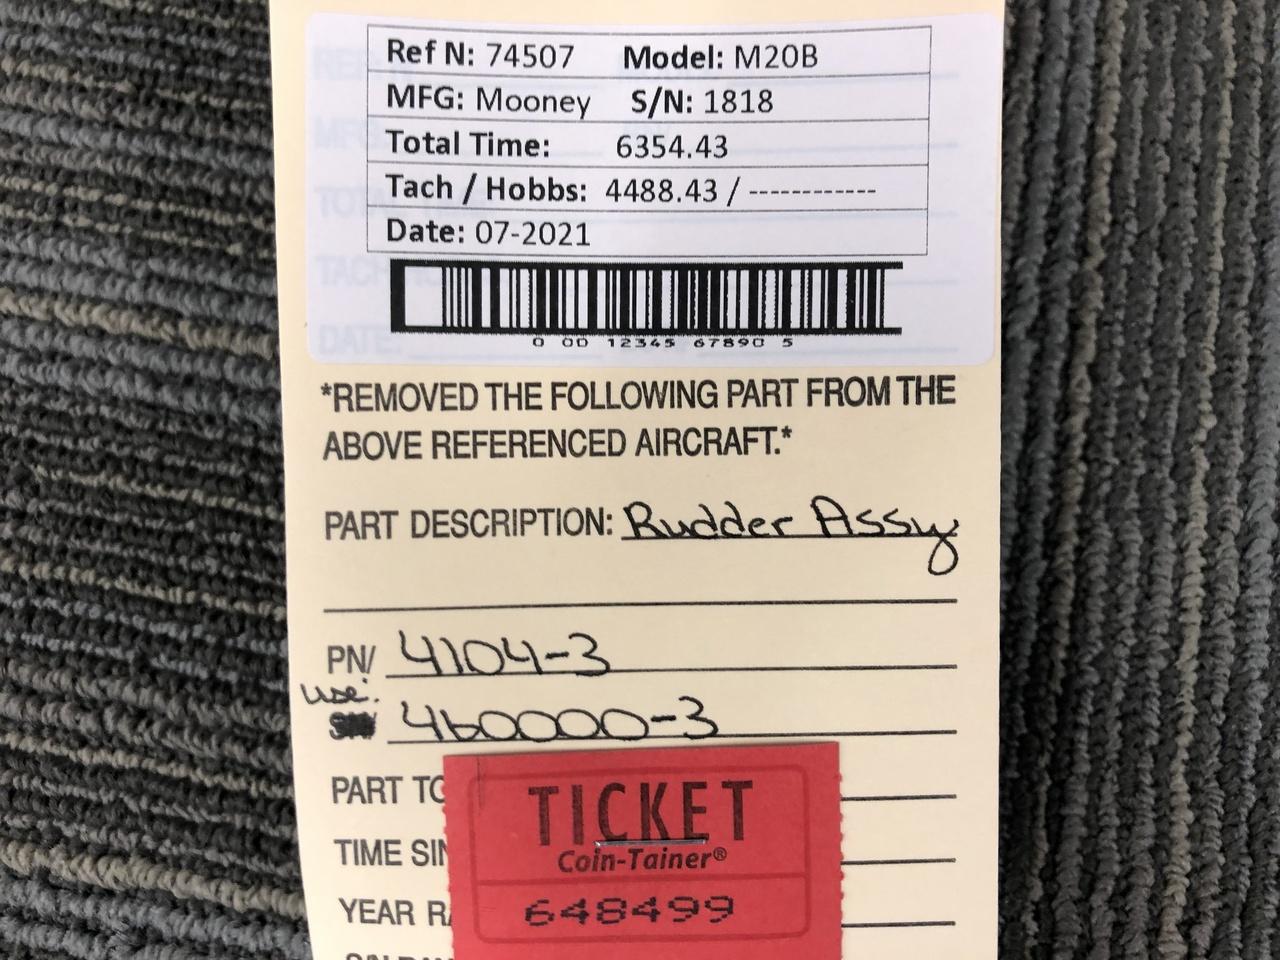 Ref N: 74507 Model: M20B
MFG: Mooney S/N: 1818
Total Time: 6354.43
Tach / Hobbs: 4488.43 / ------------
Date: 07-2021
0 00 12345 67890 5
*REMOVED THE FOLLOWING PART FROM THE
ABOVE REFERENCED AIRCRAFT.*
PART DESCRIPTION: Rudder Assy
PN/ 4104-3
use:
460000-3
PART TO
TIME SIN
YEAR RA
TICKET
Coin-Tainer®
648499